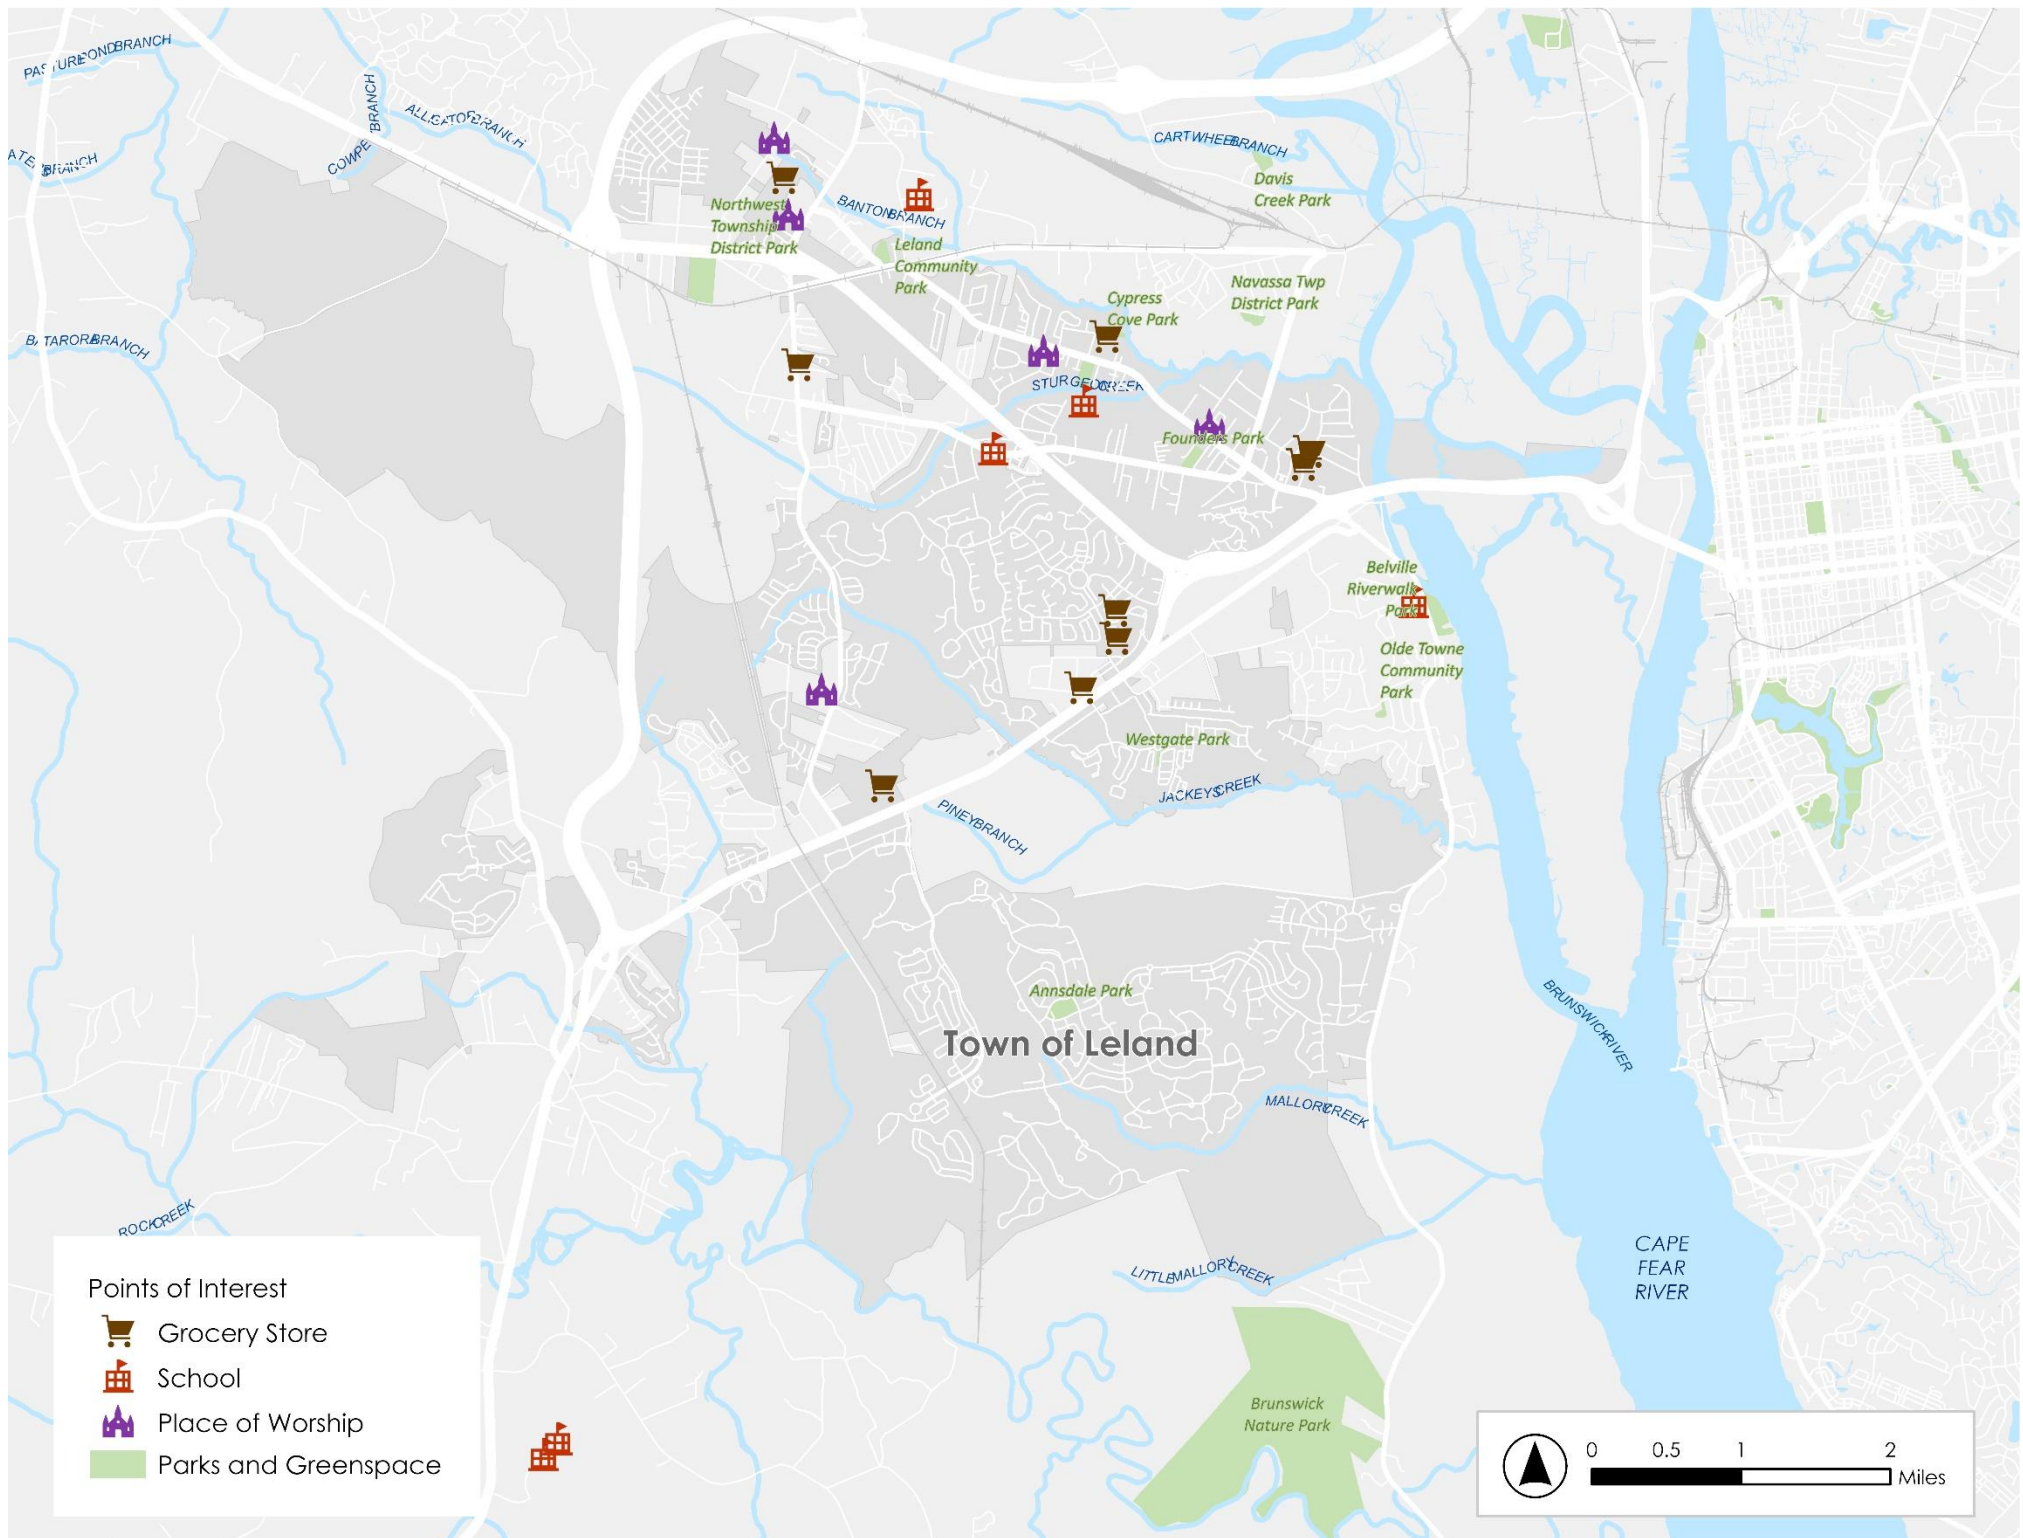 PASTURE POND BRANCH
COWPE BRANCH
ALLIGATOR BRANCH
BRANCH
CARTWHEEL BRANCH
Davis
Creek Park
Northwest
Township
District Park
BANTON BRANCH
Leland
Community
Park
Cypress
Cove Park
Navassa Twp
District Park
BATARORA BRANCH
STURGEON CREEK
Founders Park
Belville
Riverwalk
Park
Olde Towne
Community
Park
Westgate Park
JACKEYS CREEK
PINEY BRANCH
Annsdale Park
Town of Leland
BRUNSWICK RIVER
MALLORY CREEK
ROCK CREEK
LITTLE MALLORY CREEK
CAPE
FEAR
RIVER
Brunswick
Nature Park
Points of Interest
Grocery Store
School
Place of Worship
Parks and Greenspace
0 0.5 1 2
Miles